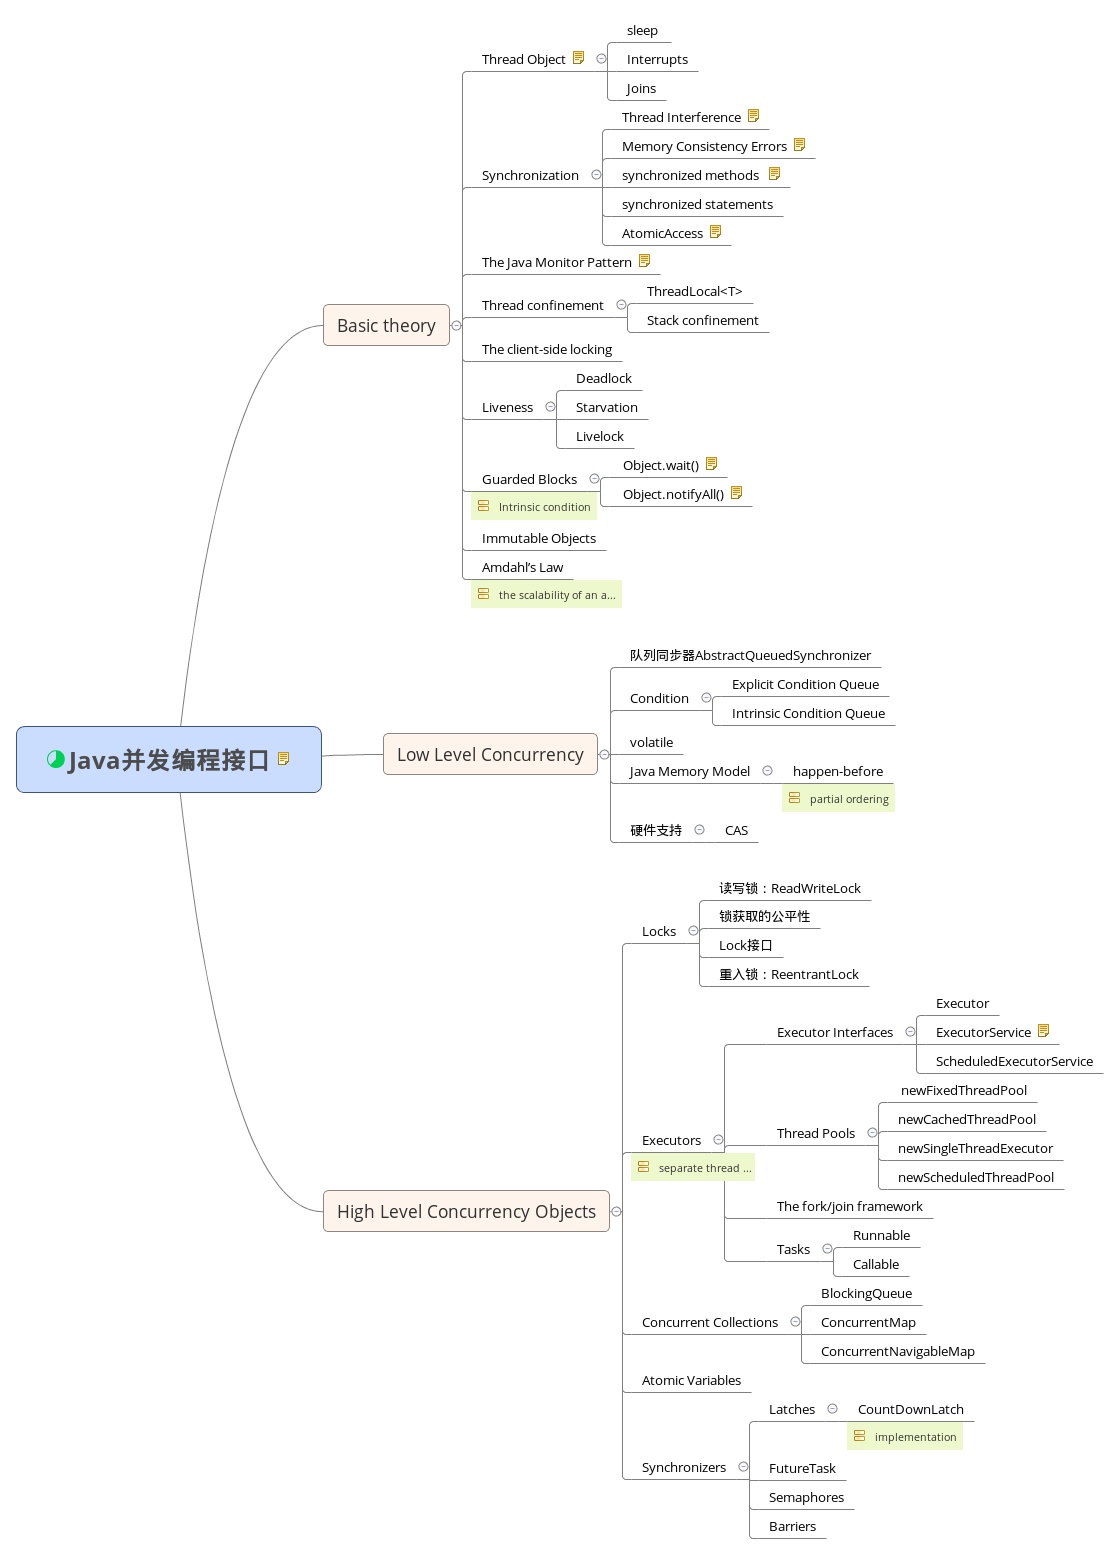 sleep
Thread Object
Interrupts
Joins
Thread Interference
Memory Consistency Errors
Synchronization
synchronized methods
synchronized statements
AtomicAccess
The Java Monitor Pattern
ThreadLocal<T>
Thread confinement
Stack confinement
Basic theory
The client-side locking
Deadlock
Liveness
Starvation
Livelock
Object.wait()
Guarded Blocks
Object.notifyAll()
Intrinsic condition
Immutable Objects
Amdahl’s Law
the scalability of an a...
队列同步器AbstractQueuedSynchronizer
Explicit Condition Queue
Condition
Intrinsic Condition Queue
volatile
Java并发编程接口
Low Level Concurrency
Java Memory Model
happen-before
partial ordering
硬件支持
CAS
读写锁：ReadWriteLock
锁获取的公平性
Locks
Lock接口
重入锁：ReentrantLock
Executor
Executor Interfaces
ExecutorService
ScheduledExecutorService
newFixedThreadPool
newCachedThreadPool
Thread Pools
Executors
newSingleThreadExecutor
separate thread ...
newScheduledThreadPool
High Level Concurrency Objects
The fork/join framework
Runnable
Tasks
Callable
BlockingQueue
Concurrent Collections
ConcurrentMap
ConcurrentNavigableMap
Atomic Variables
Latches
CountDownLatch
implementation
Synchronizers
FutureTask
Semaphores
Barriers